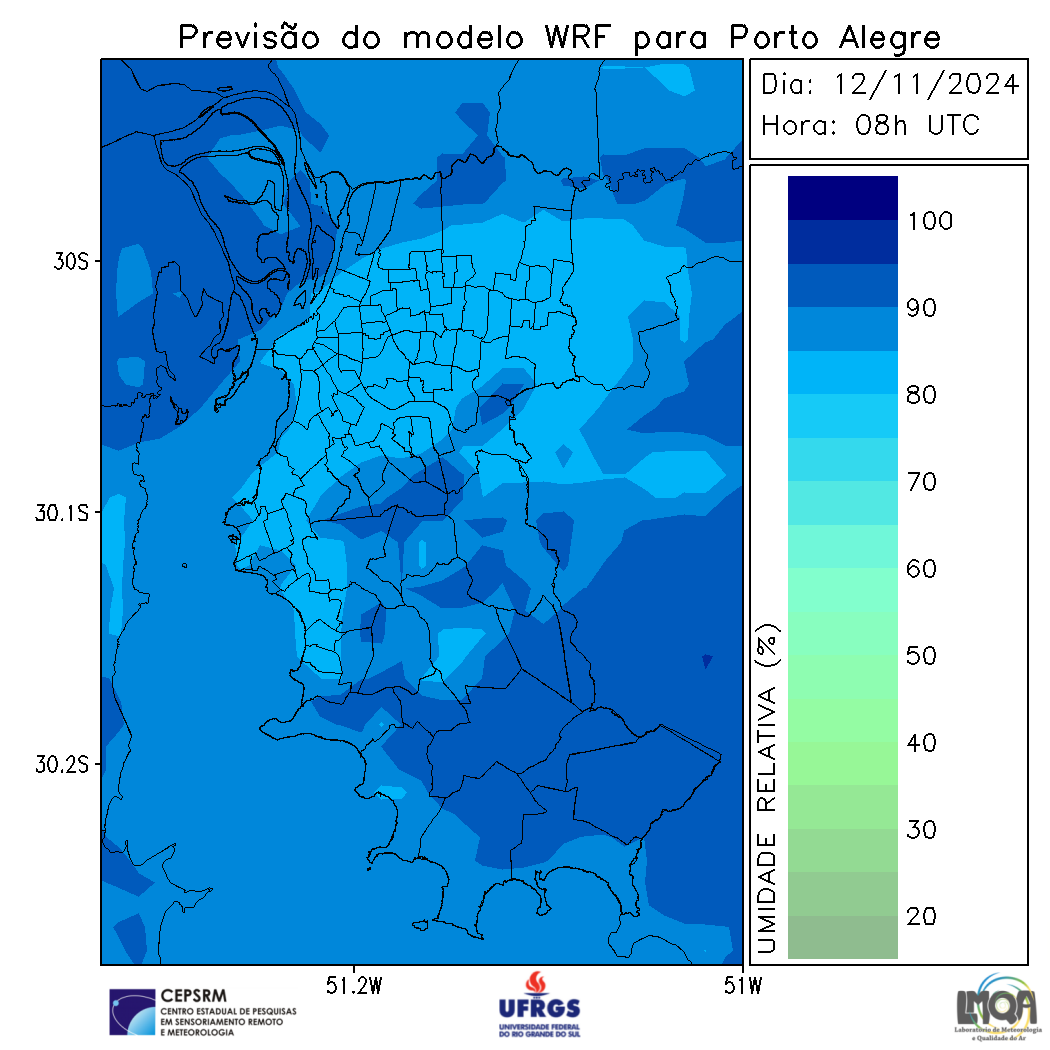 Previsão do modelo WRF para Porto Alegre
Dia: 12/11/2024
Hora: 08h UTC
100
90
80
70
60
50
40
30
20
UMIDADE RELATIVA (%)
30S
30.1S
30.2S
51.2W
51W
CEPSRM
CENTRO ESTADUAL DE PESQUISAS
EM SENSORIAMENTO REMOTO
E METEOROLOGIA
UFRGS
UNIVERSIDADE FEDERAL
DO RIO GRANDE DO SUL
LMQA
Laboratório de Meteorologia
e Qualidade do Ar